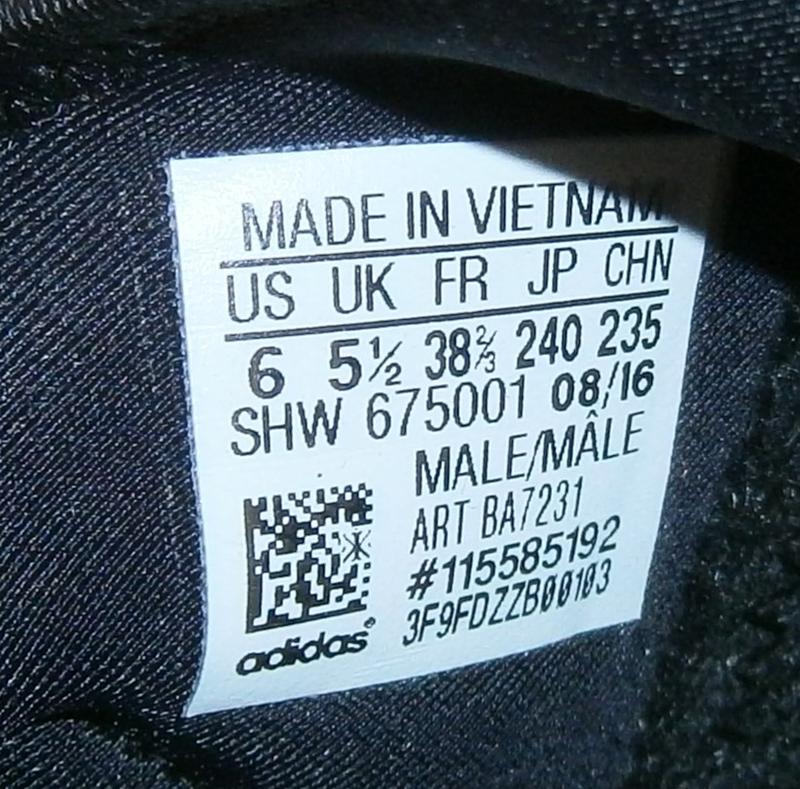 MADE IN VIETNAM
US UK FR JP CHN
6 5½ 38⅔ 240 235
SHW 675001 08/16
MALE/MÂLE
ART BA7231
#115585192
3F9FDZZB00103
adidas®